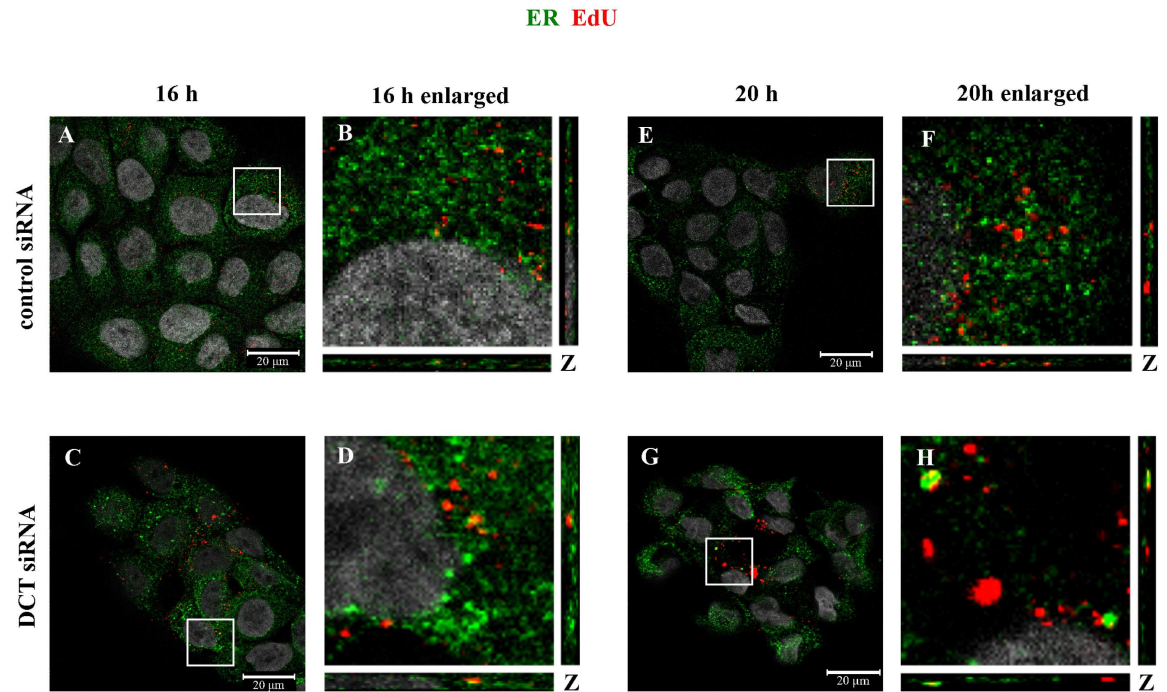 ER EdU
16 h
16 h enlarged
20 h
20h enlarged
control siRNA
A
20 μm
B
Z
E
20 μm
F
Z
DCT siRNA
C
20 μm
D
Z
G
20 μm
H
Z